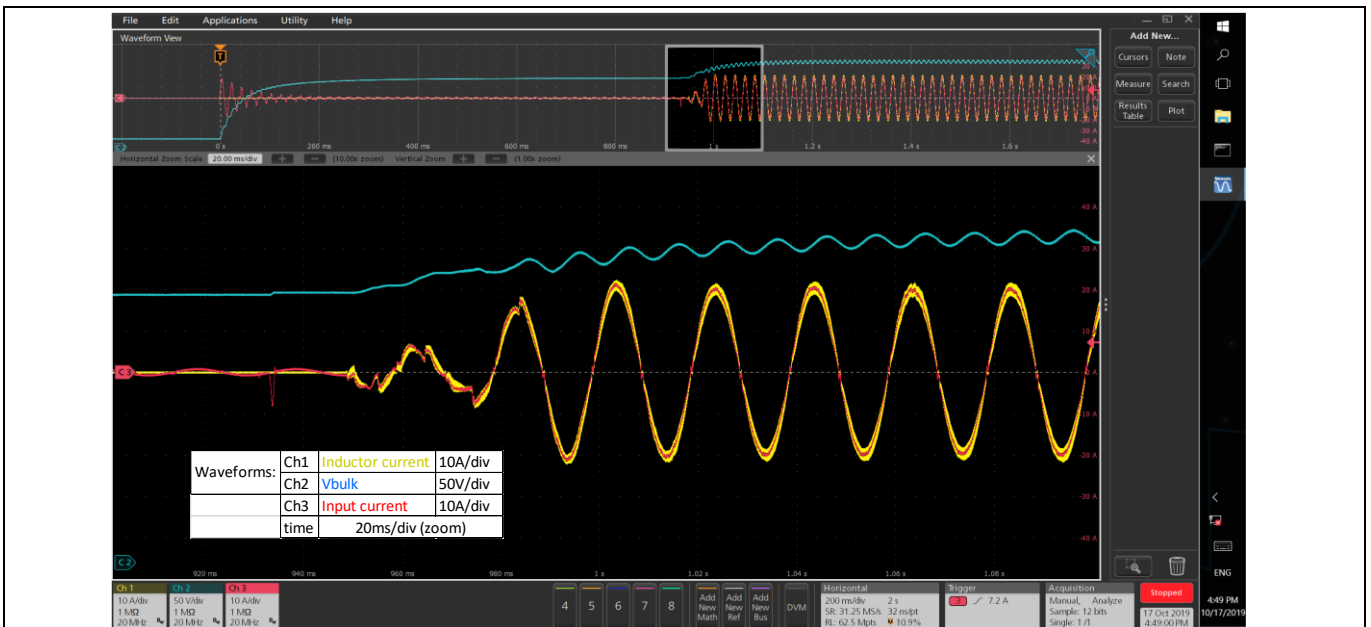 File Edit Applications Utility Help
Waveform View
Add New...
Cursors Note
Measure Search
Results Table Plot
T
C3
C2
0 s 200 ms 400 ms 600 ms 800 ms 1 s 1.2 s 1.4 s 1.6 s
-30 A
-40 A
Horizontal Zoom Scale 20.00 ms/div + − (10.00x zoom) Vertical Zoom + − (1.00x zoom)
40 A
30 A
20 A
10 A
C3
0 A
-10 A
-20 A
-30 A
-40 A
Waveforms: Ch1 Inductor current 10A/div
Ch2 Vbulk 50V/div
Ch3 Input current 10A/div
time 20ms/div (zoom)
C2
920 ms 940 ms 960 ms 980 ms 1 s 1.02 s 1.04 s 1.06 s 1.08 s
Ch 1 Ch 2 Ch 3
10 A/div 50 V/div 10 A/div
1 MΩ 1 MΩ 1 MΩ
20 MHz 20 MHz 20 MHz
4 5 6 7 8
Add New Math
Add New Ref
Add New Bus
DVM
Horizontal
200 ms/div 2 s
SR: 31.25 MS/s 32 ns/pt
RL: 62.5 Mpts 10.9%
Trigger
3 7.2 A
Acquisition
Manual, Analyze
Sample: 12 bits
Single: 1 /1
Stopped
17 Oct 2019
4:49:00 PM
ENG
4:49 PM
10/17/2019